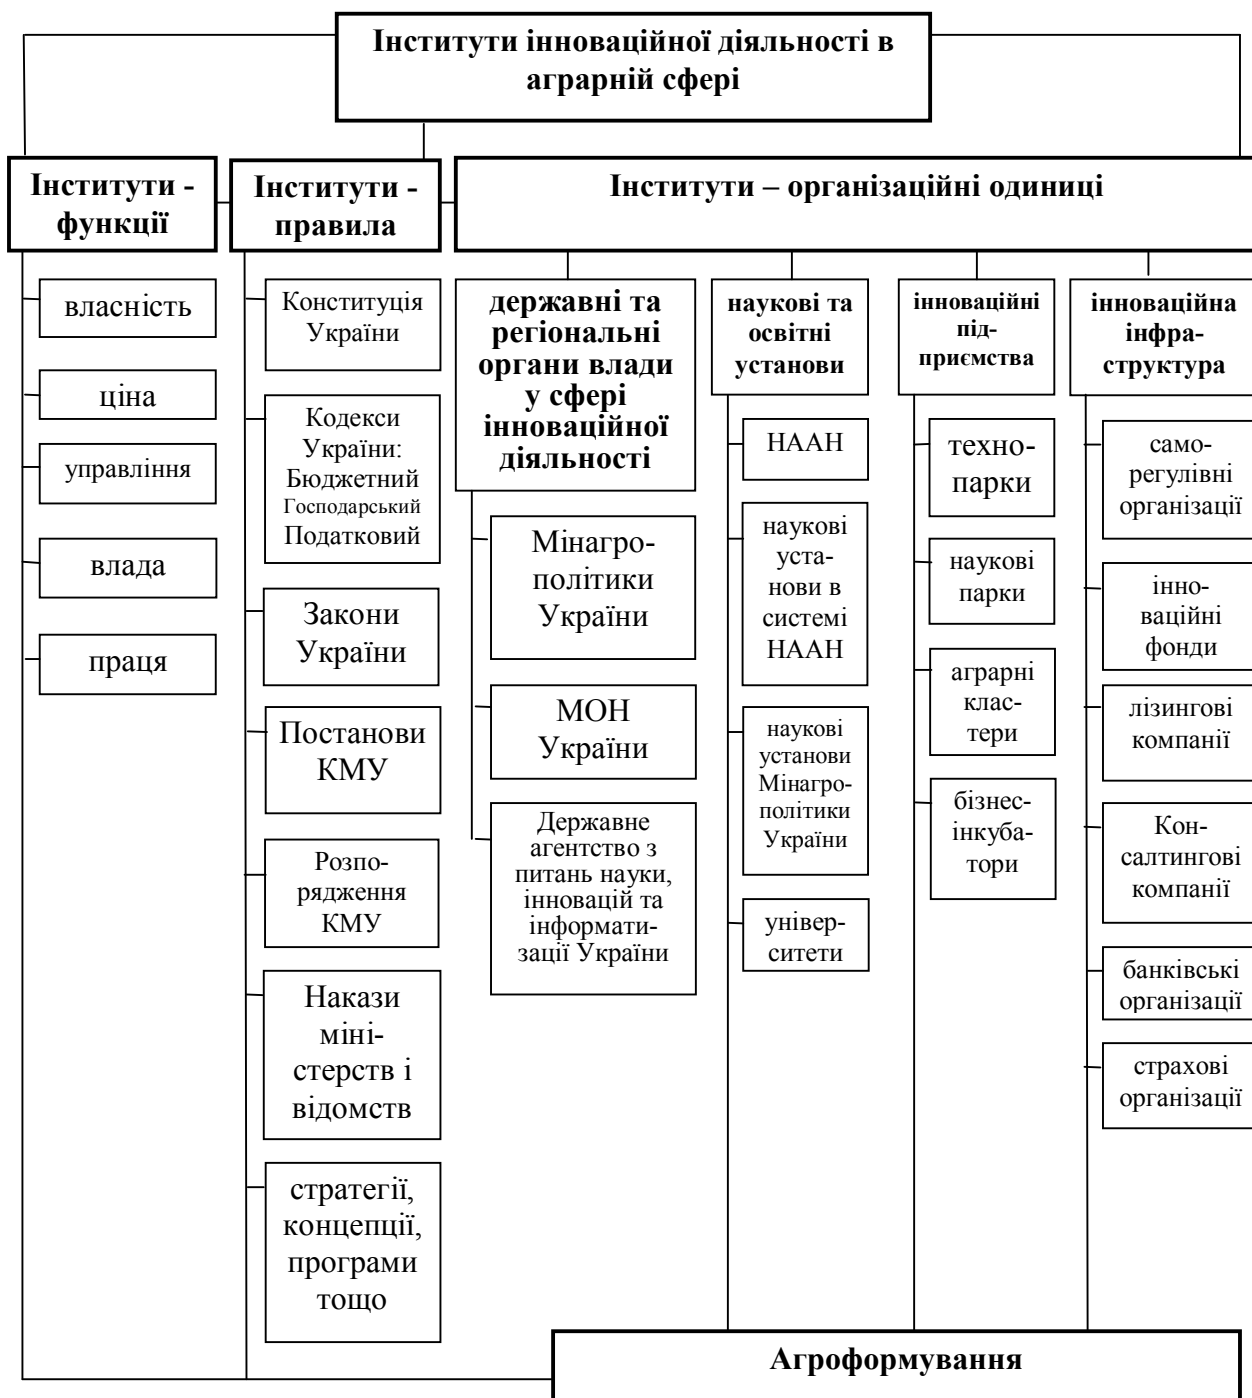 Інститути інноваційної діяльності в
аграрній сфері
Інститути -
функції
Інститути -
правила
Інститути – організаційні одиниці
власність
ціна
управління
влада
праця
Конституція
України
Кодекси
України:
Бюджетний
Господарський
Податковий
Закони
України
Постанови
КМУ
Розпо-
рядження
КМУ
Накази
міні-
стерств і
відомств
стратегії,
концепції,
програми
тощо
державні та
регіональні
органи влади
у сфері
інноваційної
діяльності
Мінагро-
політики
України
МОН
України
Державне
агентство з
питань науки,
інновацій та
інформати-
зації України
наукові та
освітні
установи
НААН
наукові
уста-
нови в
системі
НААН
наукові
установи
Мінагро-
політики
України
універ-
ситети
інноваційні
під-
приємства
техно-
парки
наукові
парки
аграрні
клас-
тери
бізнес-
інкуба-
тори
інноваційна
інфра-
структура
само-
регулівні
організації
інно-
ваційні
фонди
лізингові
компанії
Кон-
салтингові
компанії
банківські
організації
страхові
організації
Агроформування